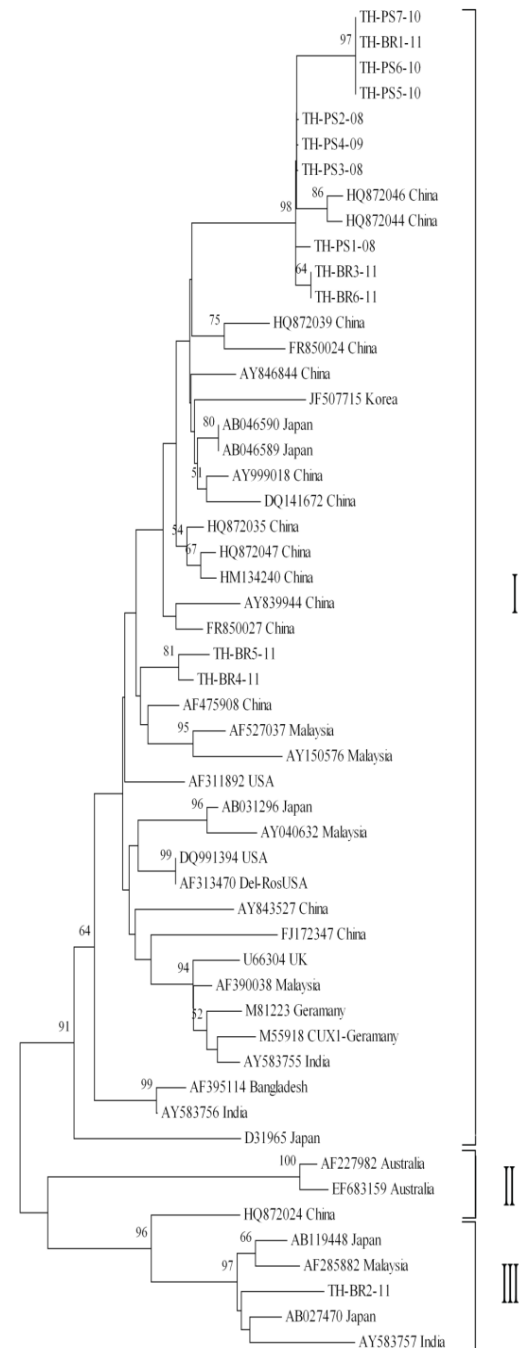 TH-PS7-10
97
TH-BR1-11
TH-PS6-10
TH-PS5-10
TH-PS2-08
TH-PS4-09
TH-PS3-08
86
HQ872046 China
98
HQ872044 China
TH-PS1-08
64
TH-BR3-11
TH-BR6-11
75
HQ872039 China
FR850024 China
AY846844 China
JF507715 Korea
80
AB046590 Japan
AB046589 Japan
51
AY999018 China
DQ141672 China
54
HQ872035 China
67
HQ872047 China
HM134240 China
I
AY839944 China
FR850027 China
81
TH-BR5-11
TH-BR4-11
AF475908 China
95
AF527037 Malaysia
AY150576 Malaysia
AF311892 USA
96
AB031296 Japan
AY040632 Malaysia
99
DQ991394 USA
AF313470 Del-RosUSA
AY843527 China
64
FJ172347 China
94
U66304 UK
AF390038 Malaysia
52
M81223 Geramany
91
M55918 CUX1-Geramany
AY583755 India
99
AF395114 Bangladesh
AY583756 India
D31965 Japan
100
AF227982 Australia
II
EF683159 Australia
HQ872024 China
96
66
AB119448 Japan
97
AF285882 Malaysia
III
TH-BR2-11
AB027470 Japan
AY583757 India